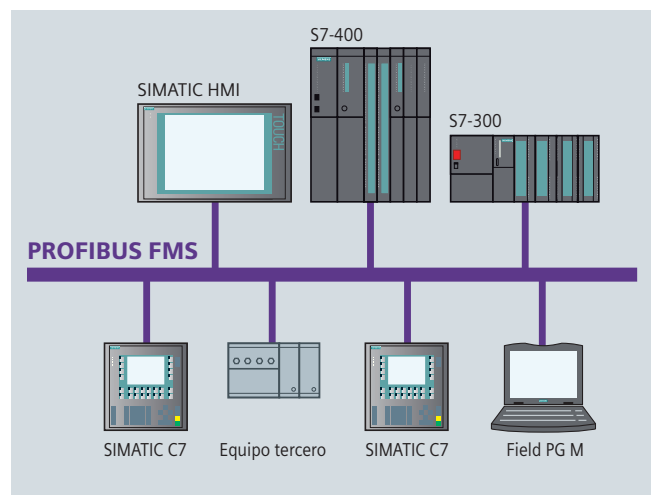 S7-400
SIMATIC HMI
TOUCH
S7-300
PROFIBUS FMS
SIMATIC C7
Equipo tercero
SIMATIC C7
Field PG M